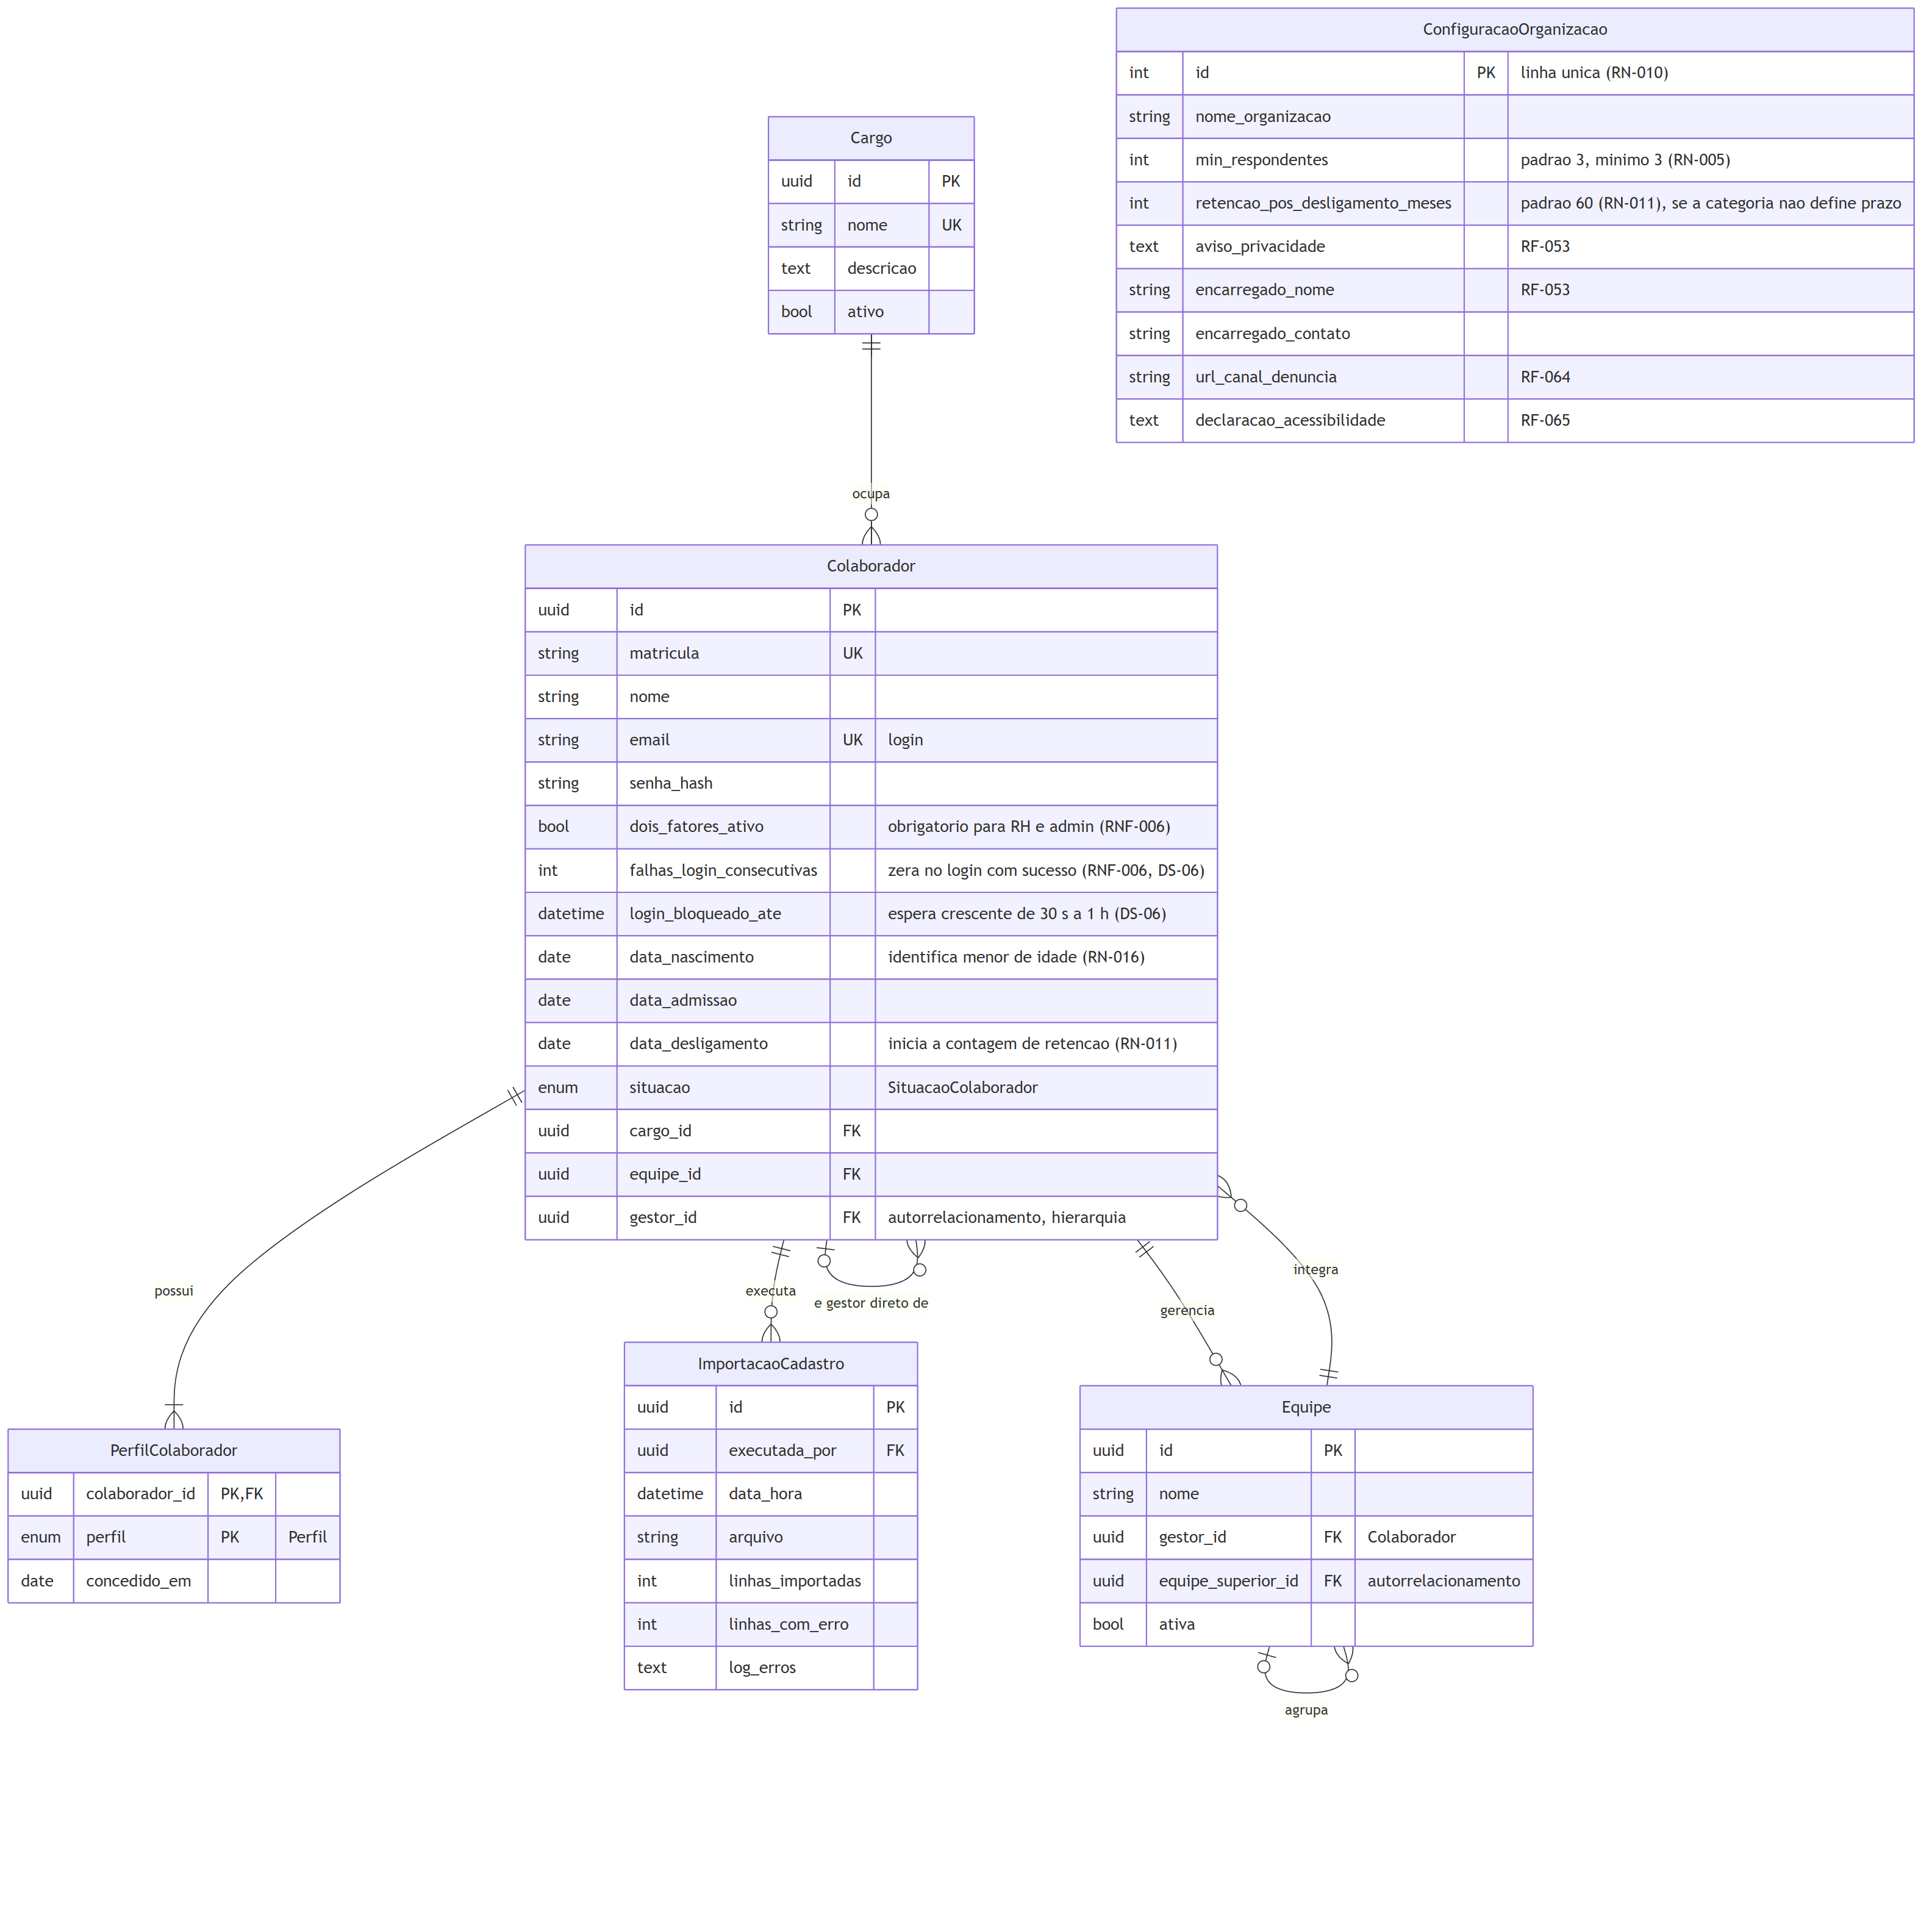 ConfiguracaoOrganizacao
int id PK linha unica (RN-010)
string nome_organizacao
int min_respondentes padrao 3, minimo 3 (RN-005)
int retencao_pos_desligamento_meses padrao 60 (RN-011), se a categoria nao define prazo
text aviso_privacidade RF-053
string encarregado_nome RF-053
string encarregado_contato
string url_canal_denuncia RF-064
text declaracao_acessibilidade RF-065
Cargo
uuid id PK
string nome UK
text descricao
bool ativo
ocupa
Colaborador
uuid id PK
string matricula UK
string nome
string email UK login
string senha_hash
bool dois_fatores_ativo obrigatorio para RH e admin (RNF-006)
int falhas_login_consecutivas zera no login com sucesso (RNF-006, DS-06)
datetime login_bloqueado_ate espera crescente de 30 s a 1 h (DS-06)
date data_nascimento identifica menor de idade (RN-016)
date data_admissao
date data_desligamento inicia a contagem de retencao (RN-011)
enum situacao SituacaoColaborador
uuid cargo_id FK
uuid equipe_id FK
uuid gestor_id FK autorrelacionamento, hierarquia
possui
executa
e gestor direto de
gerencia
integra
PerfilColaborador
uuid colaborador_id PK,FK
enum perfil PK Perfil
date concedido_em
ImportacaoCadastro
uuid id PK
uuid executada_por FK
datetime data_hora
string arquivo
int linhas_importadas
int linhas_com_erro
text log_erros
Equipe
uuid id PK
string nome
uuid gestor_id FK Colaborador
uuid equipe_superior_id FK autorrelacionamento
bool ativa
agrupa